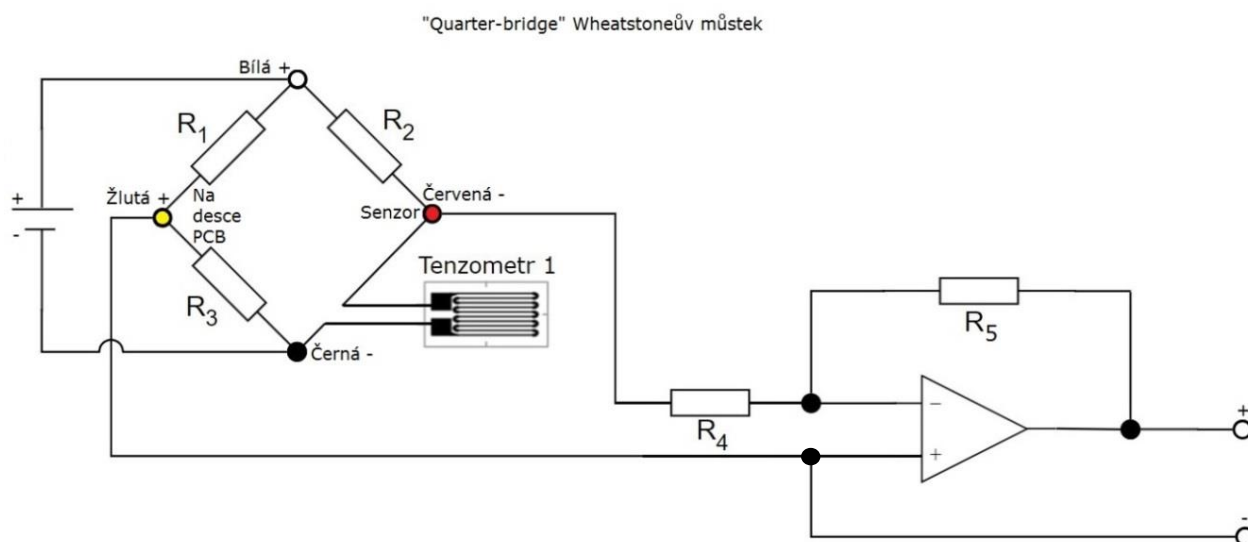 "Quarter-bridge" Wheatstoneův můstek
Bílá +
R1
R2
Žlutá +
Na
desce
PCB
Červená -
Senzor
+
-
R3
Tenzometr 1
Černá -
R5
R4
−
+
+
-